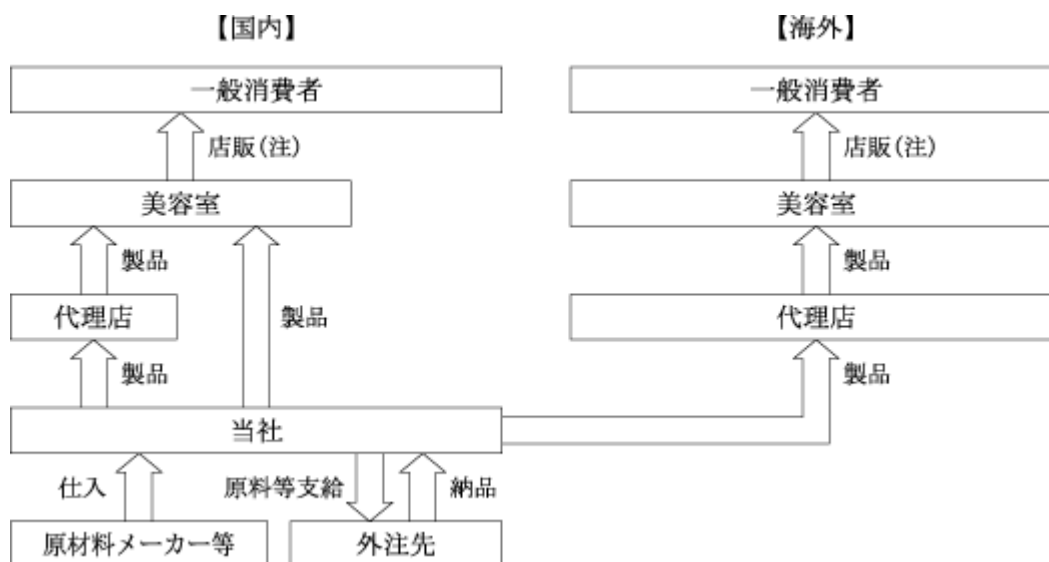 【国内】
【海外】
一般消費者
一般消費者
店販(注)
店販(注)
美容室
美容室
製品
製品
代理店
製品
代理店
製品
製品
当社
仕入
原料等支給
納品
原材料メーカー等
外注先